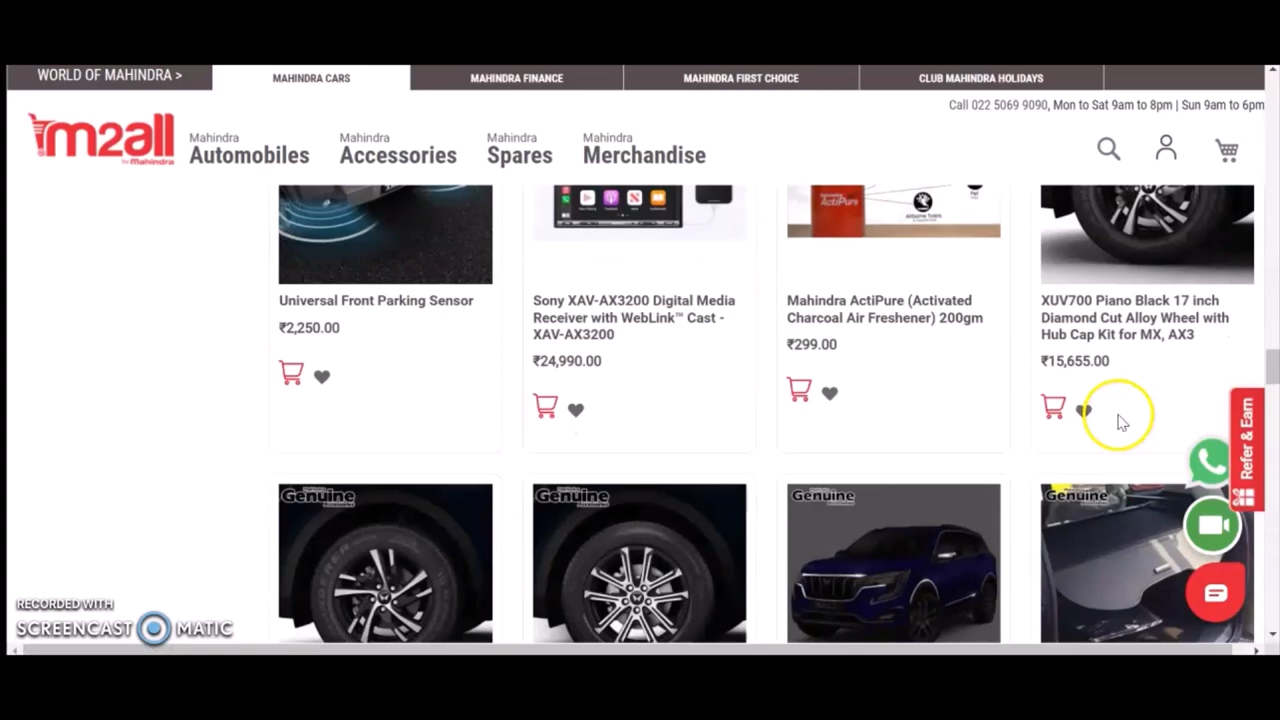 WORLD OF MAHINDRA >
MAHINDRA CARS
MAHINDRA FINANCE
MAHINDRA FIRST CHOICE
CLUB MAHINDRA HOLIDAYS
Call 022 5069 9090, Mon to Sat 9am to 8pm | Sun 9am to 6pm
m2all
by Mahindra
Mahindra
Automobiles
Mahindra
Accessories
Mahindra
Spares
Mahindra
Merchandise
ActiPure
Airborne Toxins
Universal Front Parking Sensor
₹2,250.00
Sony XAV-AX3200 Digital Media
Receiver with WebLink™ Cast -
XAV-AX3200
₹24,990.00
Mahindra ActiPure (Activated
Charcoal Air Freshener) 200gm
₹299.00
XUV700 Piano Black 17 inch
Diamond Cut Alloy Wheel with
Hub Cap Kit for MX, AX3
₹15,655.00
Refer & Earn
Genuine
Genuine
Genuine
Genuine
RECORDED WITH
SCREENCAST MATIC